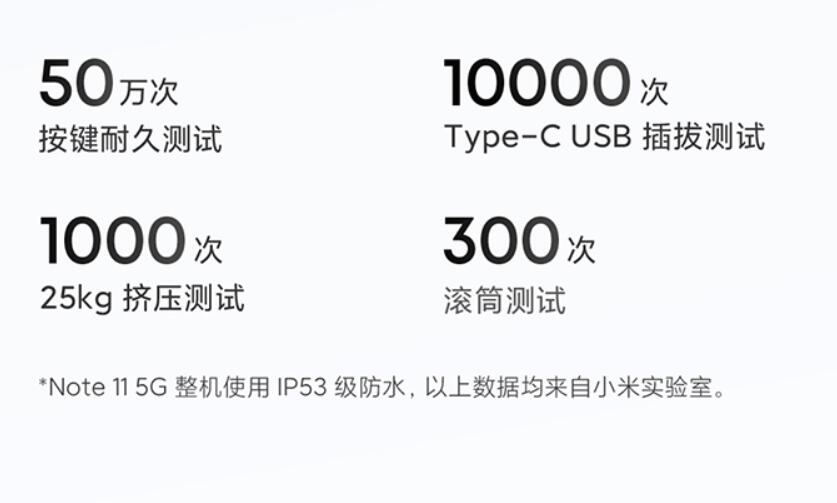 50万次
按键耐久测试
10000次
Type-C USB 插拔测试
1000次
25kg 挤压测试
300次
滚筒测试
*Note 11 5G 整机使用 IP53 级防水，以上数据均来自小米实验室。